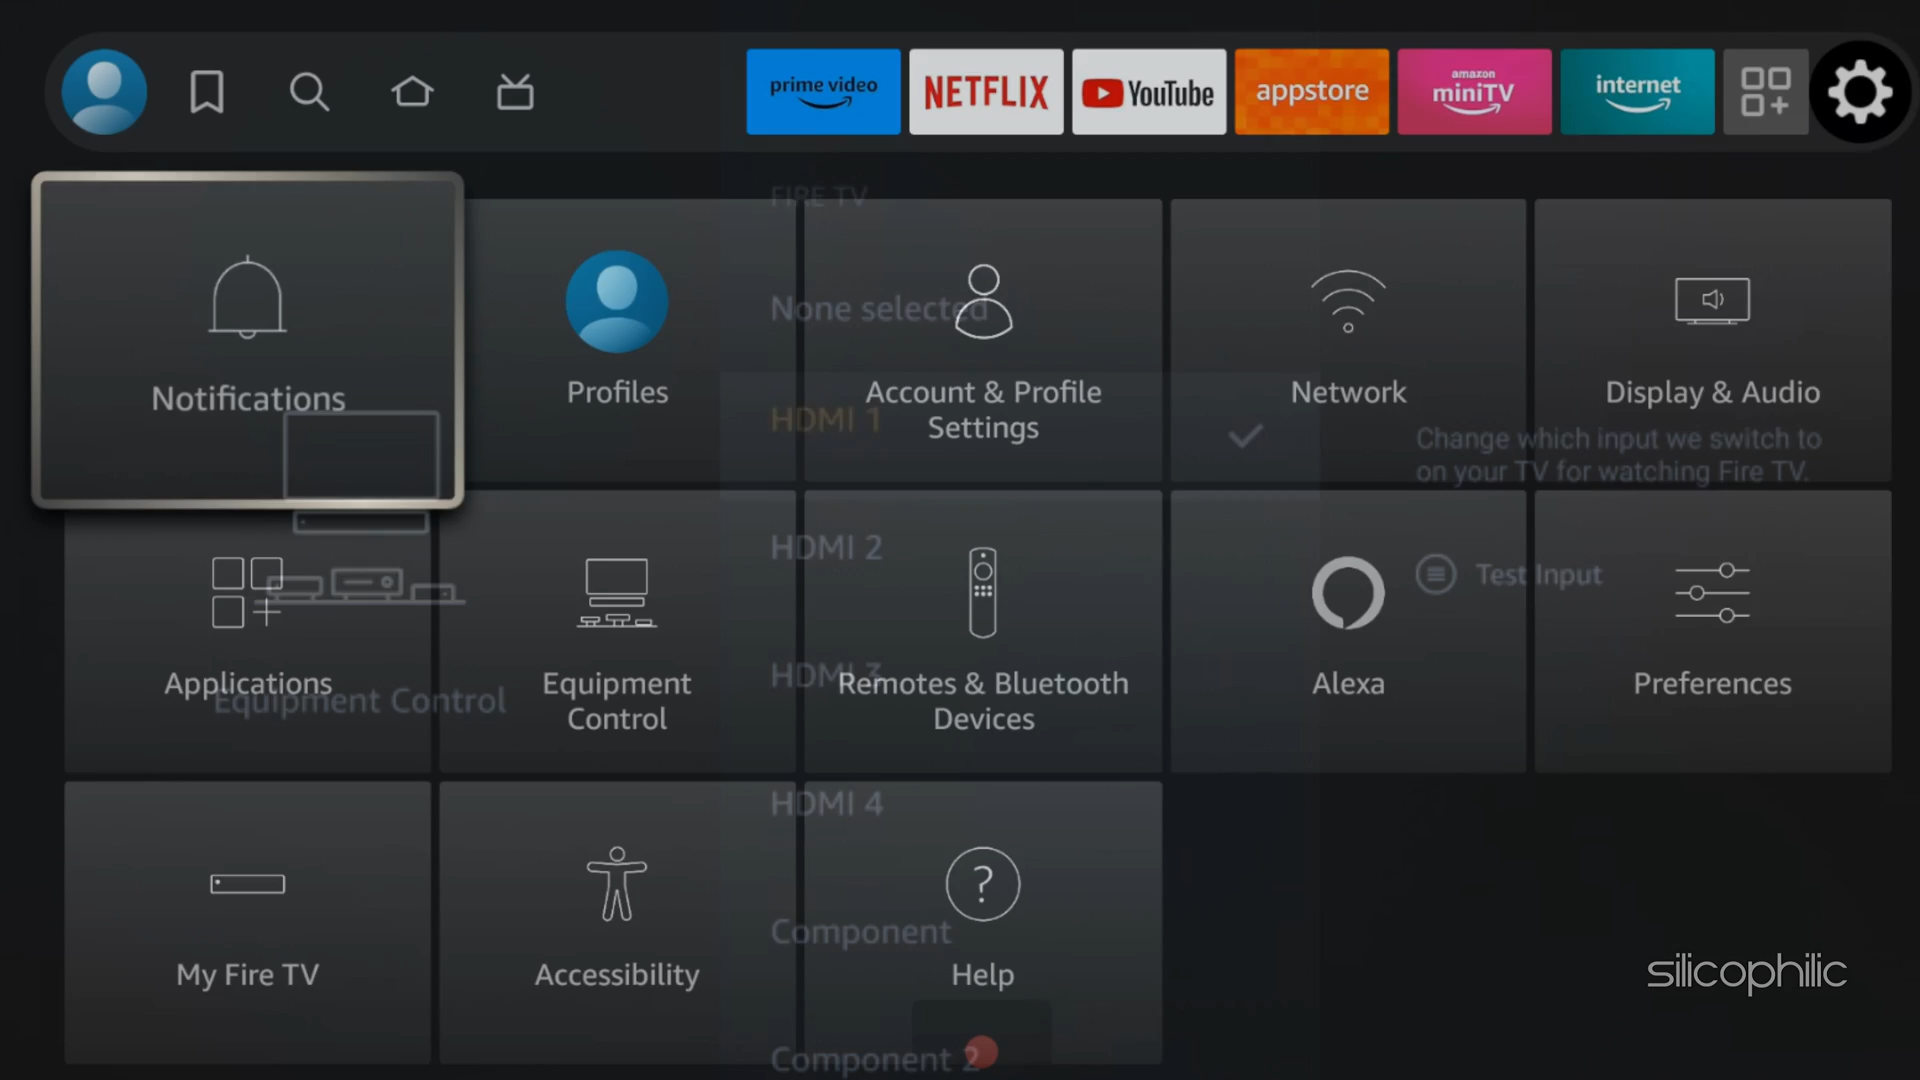 prime video
NETFLIX
YouTube
appstore
amazon
miniTV
internet
FIRE TV
None selected
Notifications
Profiles
Account & Profile
Settings
Network
Display & Audio
HDMI 1
Change which input we switch to
on your TV for watching Fire TV.
HDMI 2
Test Input
HDMI 3
Applications
Equipment Control
Equipment
Control
Remotes & Bluetooth
Devices
Alexa
Preferences
HDMI 4
Component
My Fire TV
Accessibility
Help
silicophilic
Component 2